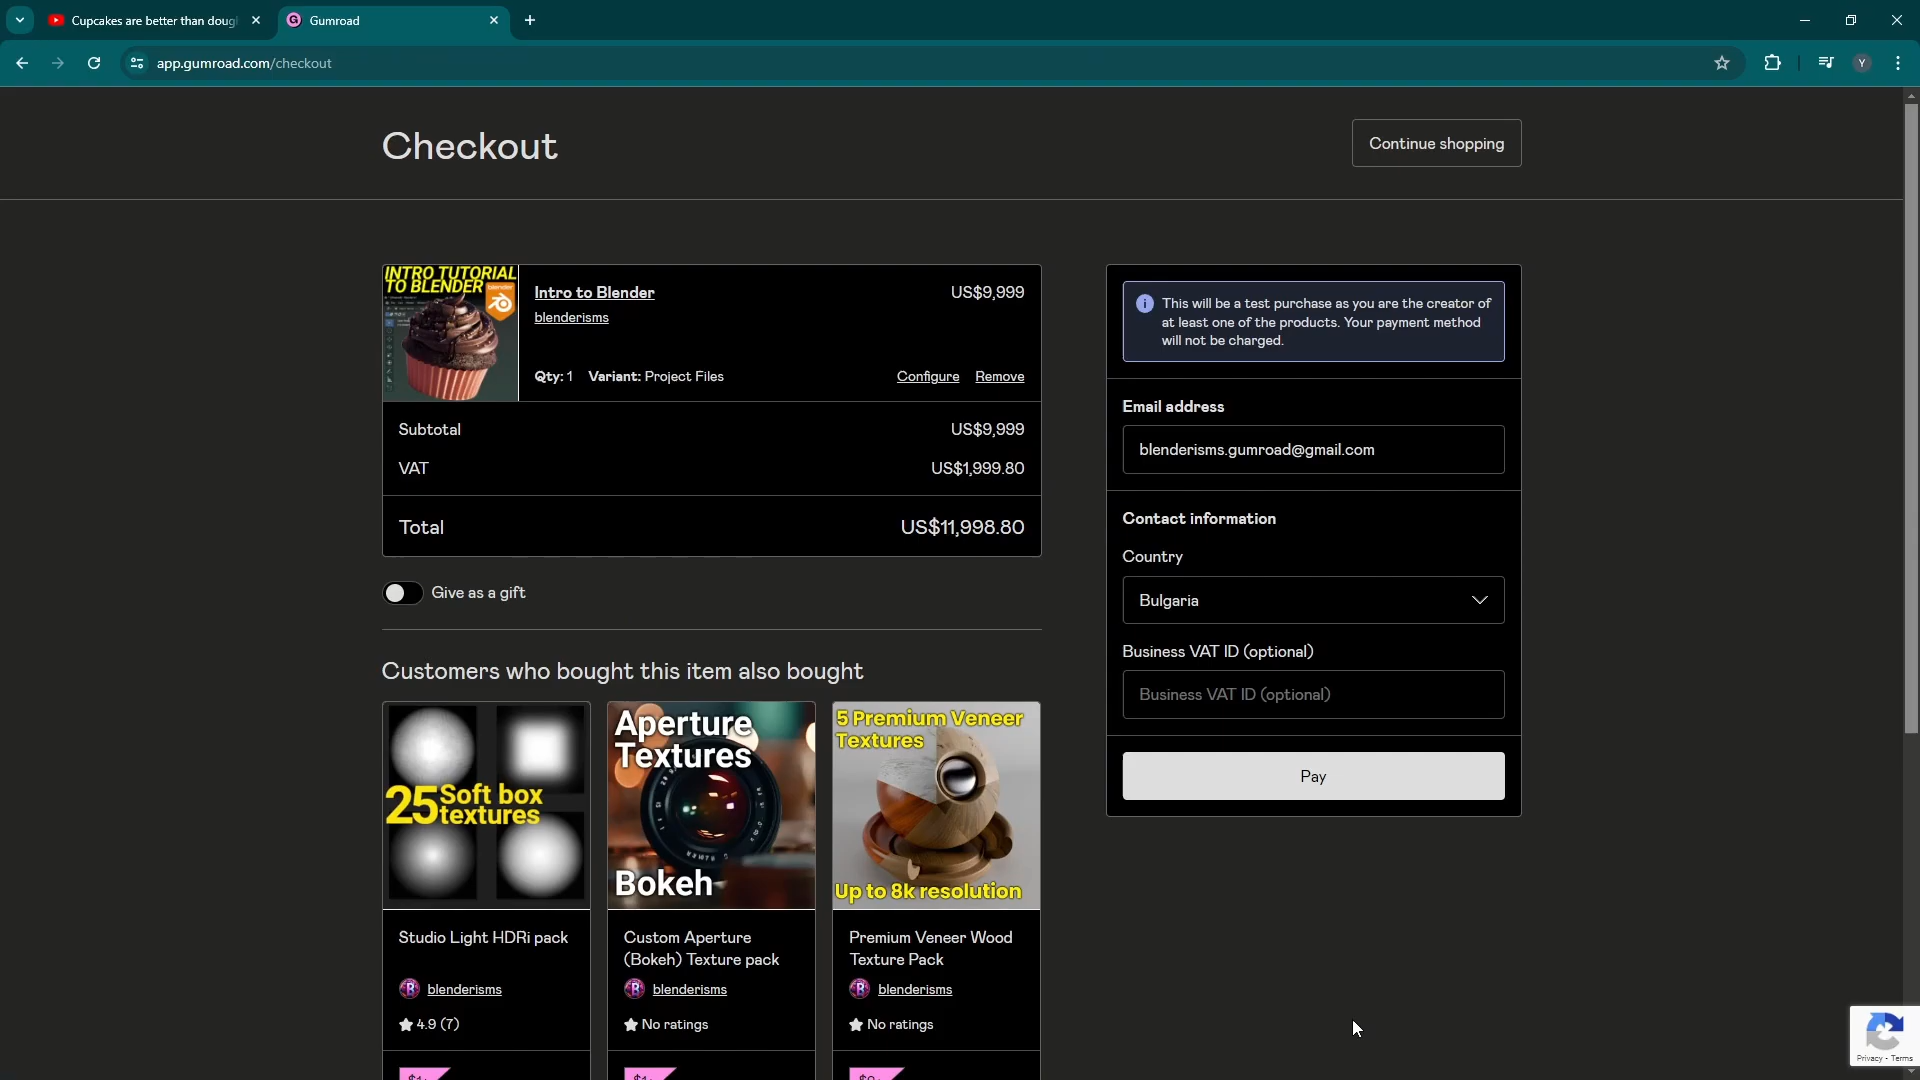 Cupcakes are better than doug
Gumroad
app.gumroad.com/checkout
Y
Checkout
Continue shopping
INTRO TUTORIAL
TO BLENDER
blender
Intro to Blender
US$9,999
blenderisms
Qty: 1 Variant: Project Files
Configure Remove
Subtotal US$9,999
VAT US$1,999.80
Total US$11,998.80
Give as a gift
Customers who bought this item also bought
25 Soft box
textures
Aperture
Textures
Bokeh
5 Premium Veneer
Textures
Up to 8k resolution
Studio Light HDRi pack
blenderisms
4.9 (7)
Custom Aperture
(Bokeh) Texture pack
blenderisms
No ratings
Premium Veneer Wood
Texture Pack
blenderisms
No ratings
This will be a test purchase as you are the creator of
at least one of the products. Your payment method
will not be charged.
Email address
blenderisms.gumroad@gmail.com
Contact information
Country
Bulgaria
Business VAT ID (optional)
Business VAT ID (optional)
Pay
Privacy - Terms